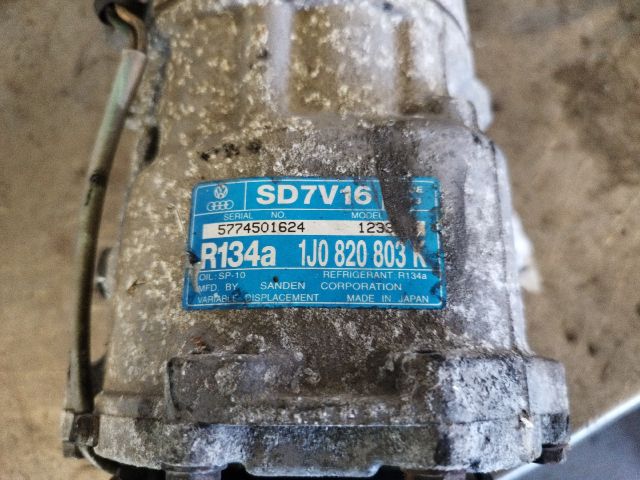 SD7V16
SERIAL NO. MODEL
5774501624
R134a 1J0 820 803 K
OIL: SP-10 REFRIGERANT: R134a
MFD. BY SANDEN CORPORATION
VARIABLE DISPLACEMENT MADE IN JAPAN